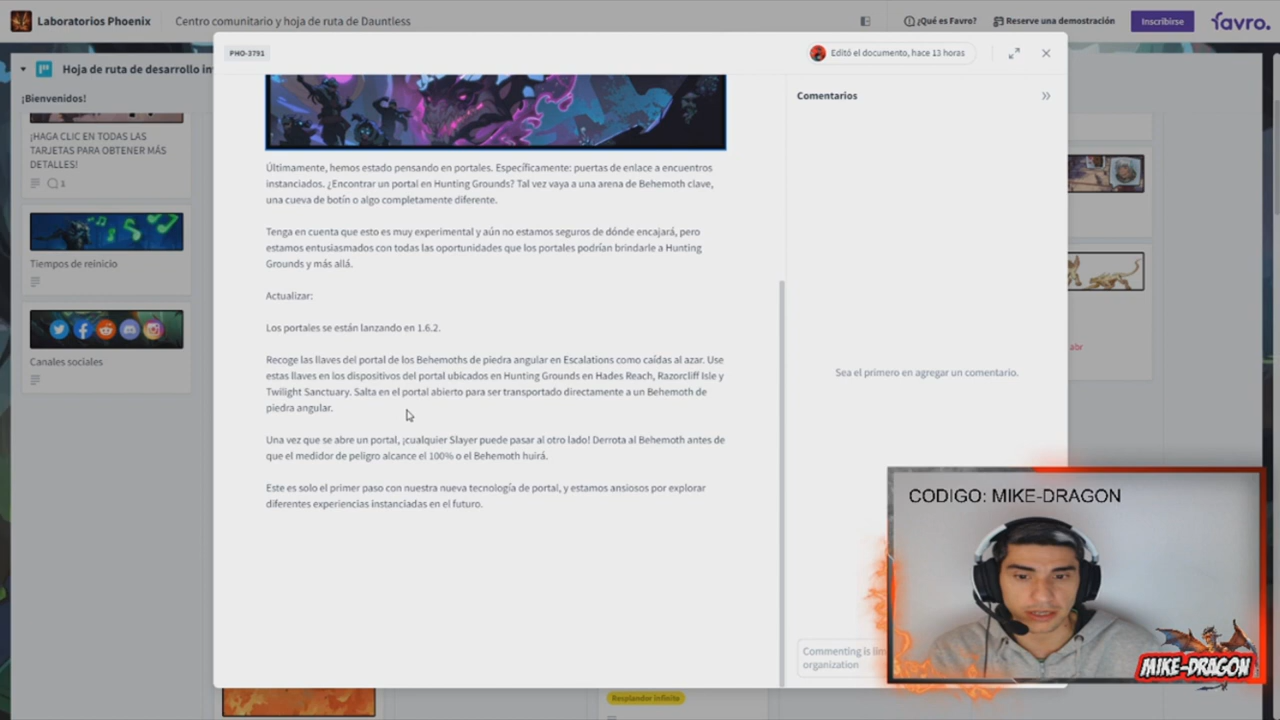 Laboratorios Phoenix
Centro comunitario y hoja de ruta de Dauntless
¿Qué es Favro?
Reserve una demostración
Inscribirse
favro.
PHO-3791
Editó el documento, hace 13 horas
Hoja de ruta de desarrollo in
¡Bienvenidos!
¡HAGA CLIC EN TODAS LAS
TARJETAS PARA OBTENER MÁS
DETALLES!
1
Tiempos de reinicio
Canales sociales
Últimamente, hemos estado pensando en portales. Específicamente: puertas de enlace a encuentros
instanciados. ¿Encontrar un portal en Hunting Grounds? Tal vez vaya a una arena de Behemoth clave,
una cueva de botín o algo completamente diferente.
Tenga en cuenta que esto es muy experimental y aún no estamos seguros de dónde encajará, pero
estamos entusiasmados con todas las oportunidades que los portales podrían brindarle a Hunting
Grounds y más allá.
Actualizar:
Los portales se están lanzando en 1.6.2.
Recoge las llaves del portal de los Behemoths de piedra angular en Escalations como caídas al azar. Use
estas llaves en los dispositivos del portal ubicados en Hunting Grounds en Hades Reach, Razorcliff Isle y
Twilight Sanctuary. Salta en el portal abierto para ser transportado directamente a un Behemoth de
piedra angular.
Una vez que se abre un portal, ¡cualquier Slayer puede pasar al otro lado! Derrota al Behemoth antes de
que el medidor de peligro alcance el 100% o el Behemoth huirá.
Este es solo el primer paso con nuestra nueva tecnología de portal, y estamos ansiosos por explorar
diferentes experiencias instanciadas en el futuro.
Comentarios
Sea el primero en agregar un comentario.
abr
Commenting is lim
organization
Resplandor infinito
CODIGO: MIKE-DRAGON
MIKE-DRAGON